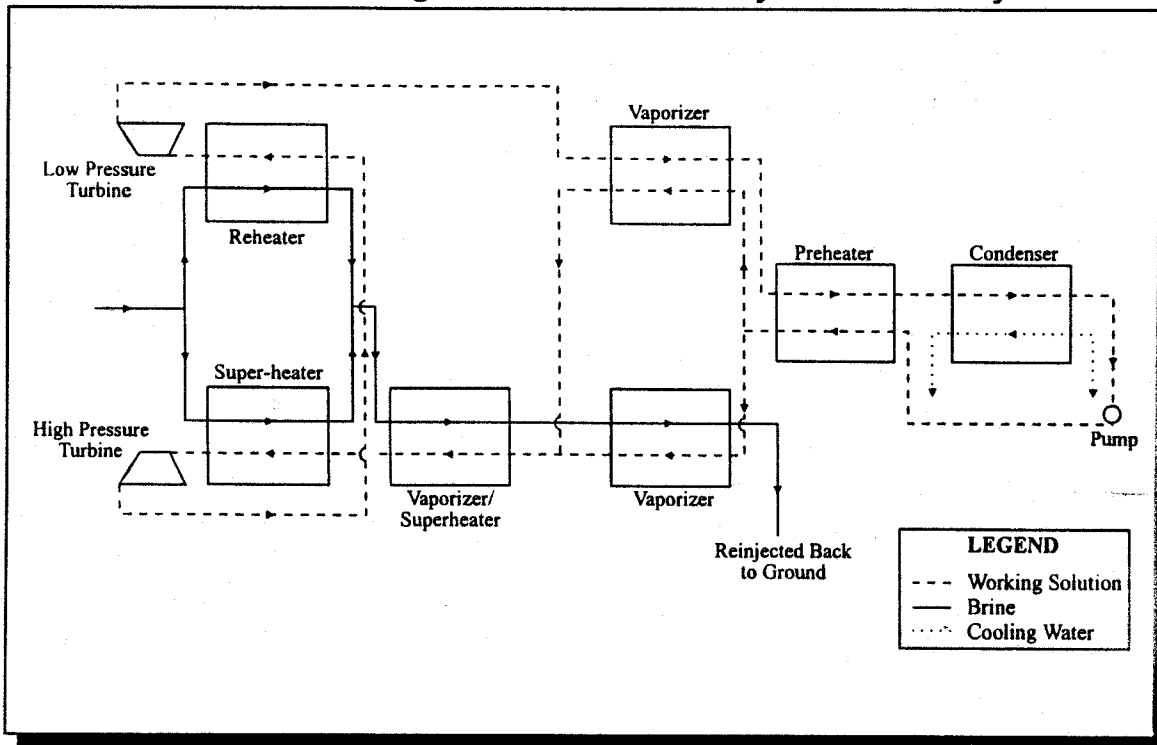 Vaporizer
Low Pressure
Turbine
Reheater
Preheater
Condenser
Super-heater
High Pressure
Turbine
Pump
Vaporizer/
Superheater
Vaporizer
Reinjected Back
to Ground
LEGEND
Working Solution
Brine
Cooling Water